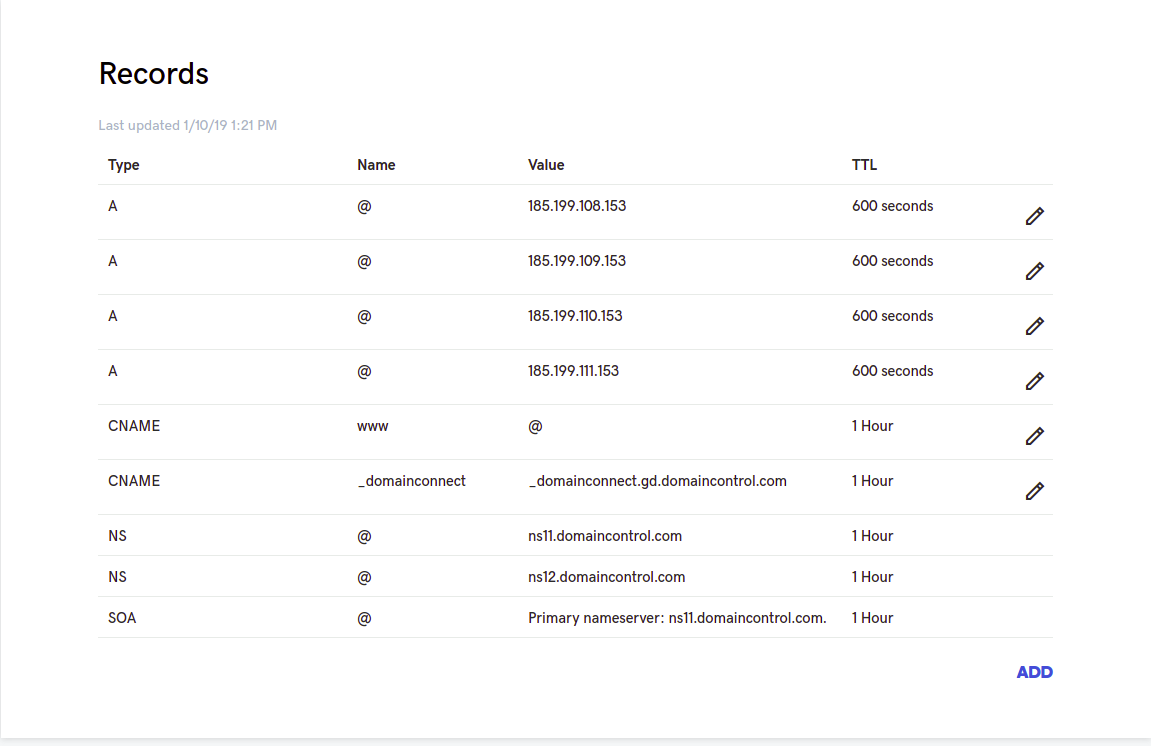 Records
Last updated 1/10/19 1:21 PM
Type Name Value TTL
A @ 185.199.108.153 600 seconds
A @ 185.199.109.153 600 seconds
A @ 185.199.110.153 600 seconds
A @ 185.199.111.153 600 seconds
CNAME www @ 1 Hour
CNAME _domainconnect _domainconnect.gd.domaincontrol.com 1 Hour
NS @ ns11.domaincontrol.com 1 Hour
NS @ ns12.domaincontrol.com 1 Hour
SOA @ Primary nameserver: ns11.domaincontrol.com. 1 Hour
ADD